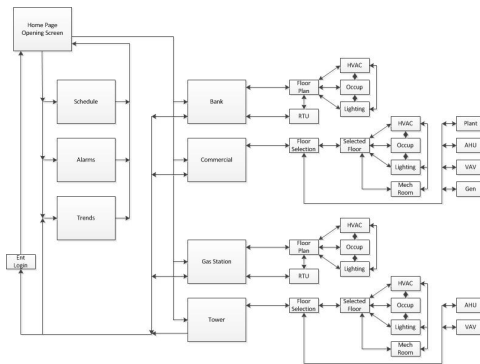 Home Page
Opening Screen
Schedule
Alarms
Trends
Ent
Login
Bank
Floor
Plan
RTU
HVAC
Occup
Lighting
Commercial
Floor
Selection
Selected
Floor
HVAC
Occup
Lighting
Mech
Room
Plant
AHU
VAV
Gen
Gas Station
Floor
Plan
RTU
HVAC
Occup
Lighting
Tower
Floor
Selection
Selected
Floor
HVAC
Occup
Lighting
Mech
Room
AHU
VAV